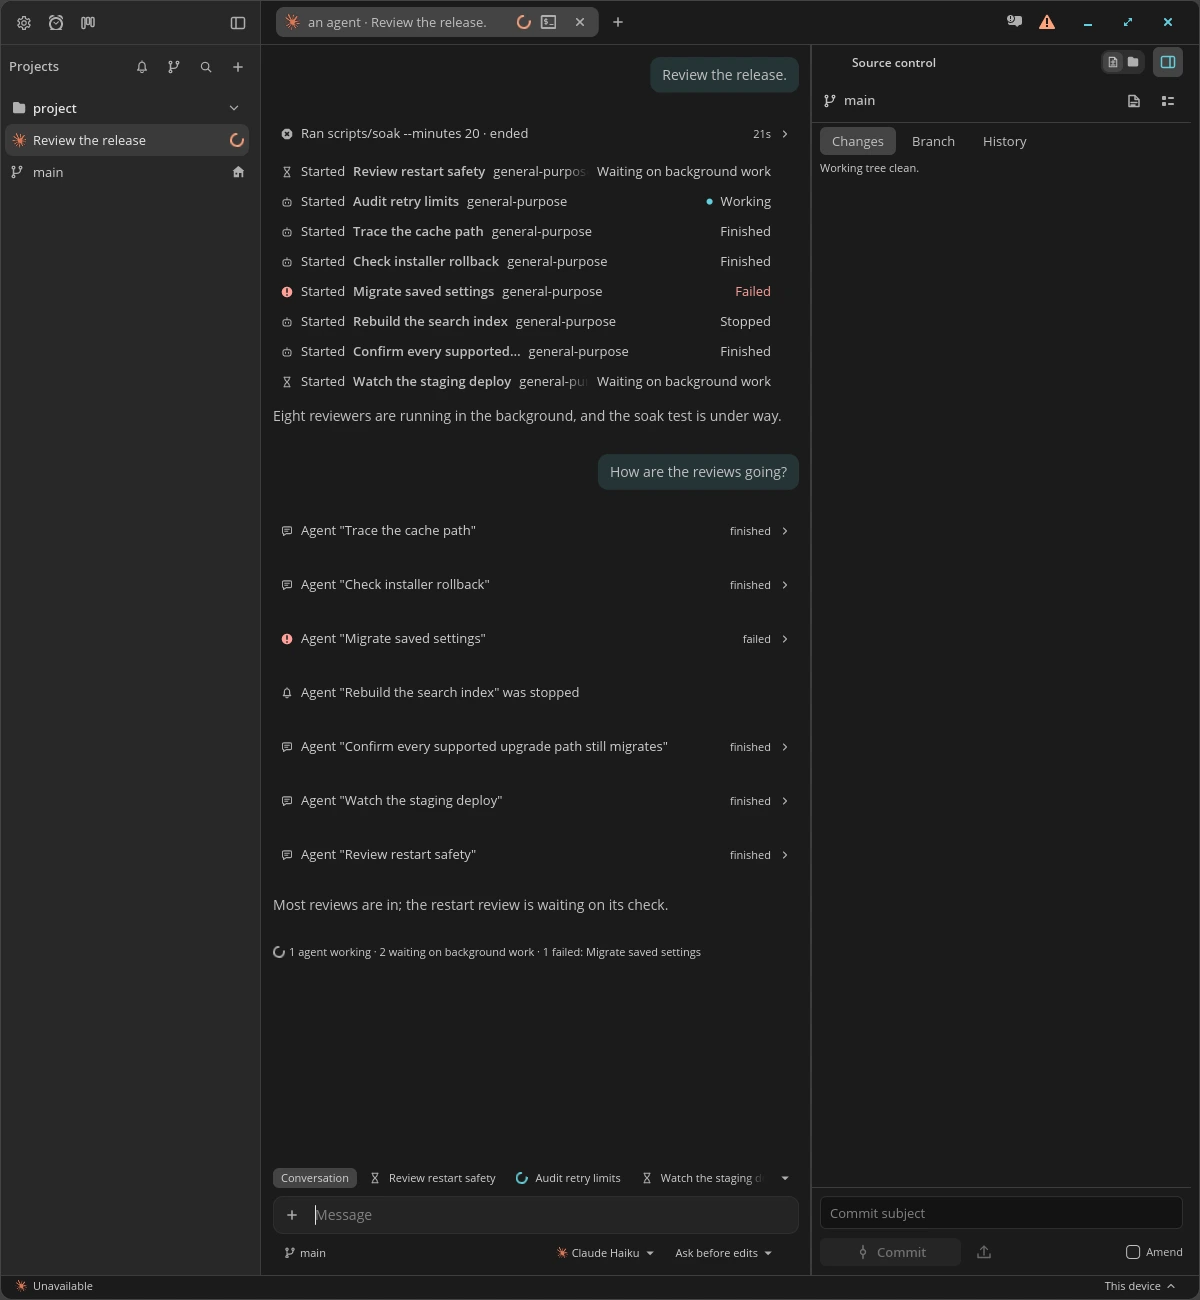 an agent · Review the release.
Projects
project
Review the release
main
Review the release.
Ran scripts/soak --minutes 20 · ended 21s
Started Review restart safety general-purpos Waiting on background work
Started Audit retry limits general-purpose Working
Started Trace the cache path general-purpose Finished
Started Check installer rollback general-purpose Finished
Started Migrate saved settings general-purpose Failed
Started Rebuild the search index general-purpose Stopped
Started Confirm every supported... general-purpose Finished
Started Watch the staging deploy general-pu Waiting on background work
Eight reviewers are running in the background, and the soak test is under way.
How are the reviews going?
Agent "Trace the cache path" finished
Agent "Check installer rollback" finished
Agent "Migrate saved settings" failed
Agent "Rebuild the search index" was stopped
Agent "Confirm every supported upgrade path still migrates" finished
Agent "Watch the staging deploy" finished
Agent "Review restart safety" finished
Most reviews are in; the restart review is waiting on its check.
1 agent working · 2 waiting on background work · 1 failed: Migrate saved settings
Conversation Review restart safety Audit retry limits Watch the staging d
Message
main Claude Haiku Ask before edits
Source control
main
Changes Branch History
Working tree clean.
Commit subject
Commit Amend
Unavailable This device